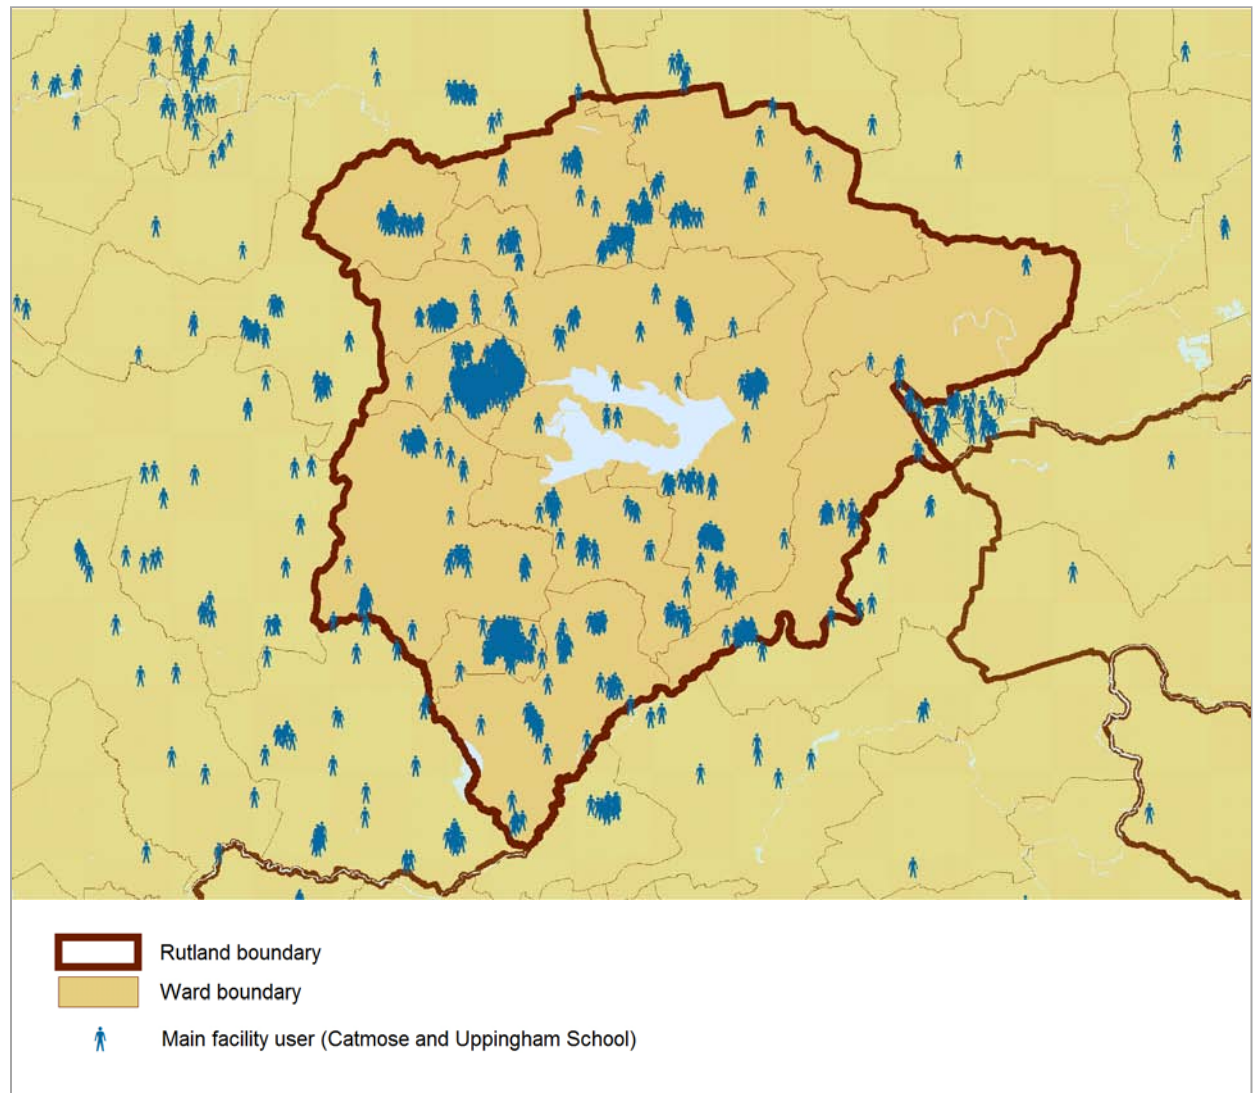 Rutland boundary
Ward boundary
Main facility user (Catmose and Uppingham School)